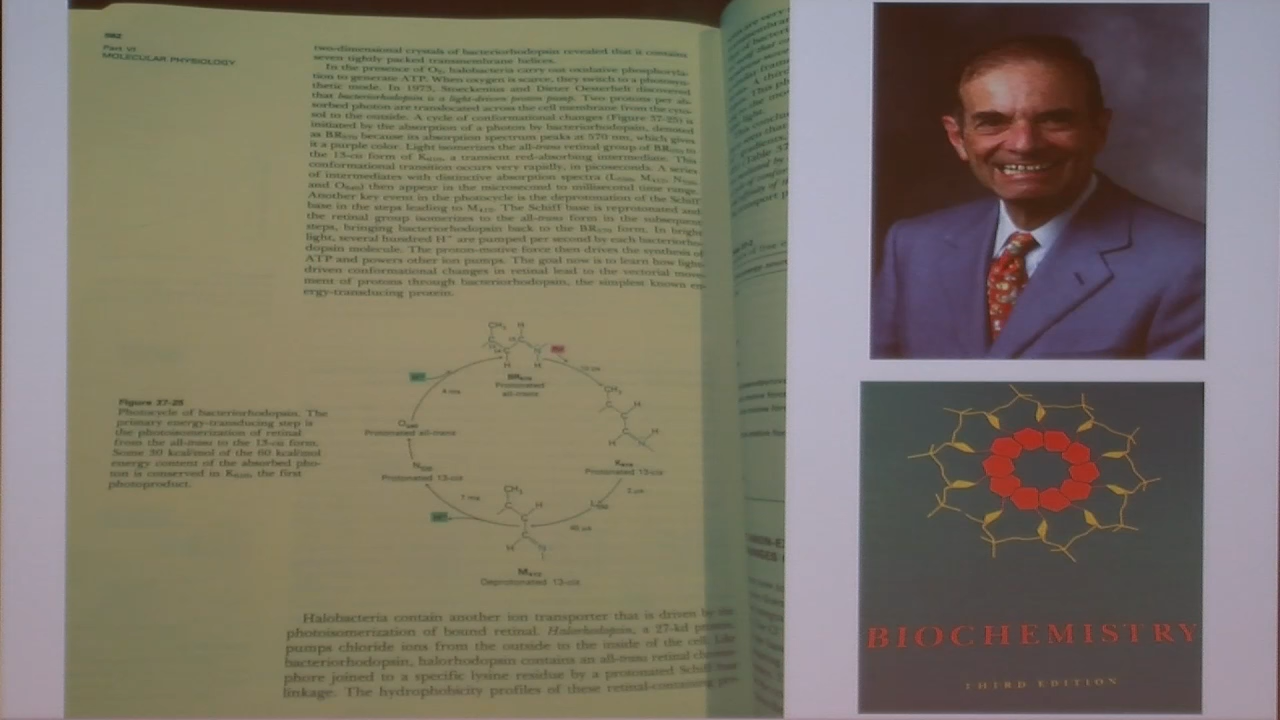 982
Part VI
MOLECULAR PHYSIOLOGY
two-dimensional crystals of bacteriorhodopsin revealed that it contains
seven tightly packed transmembrane helices.
In the presence of O₂, halobacteria carry out oxidative phosphoryla-
tion to generate ATP. When oxygen is scarce, they switch to a photosyn-
thetic mode. In 1973, Stoeckenius and Dieter Oesterhelt discovered
that bacteriorhodopsin is a light-driven proton pump. Two protons per ab-
sorbed photon are translocated across the cell membrane from the cyto-
sol to the outside. A cycle of conformational changes (Figure 37-25) is
initiated by the absorption of a photon by bacteriorhodopsin, denoted
as BR₅₇₀ because its absorption spectrum peaks at 570 nm, which gives
it a purple color. Light isomerizes the all-trans retinal group of BR₅₇₀ to
the 13-cis form of K₆₁₀, a transient red-absorbing intermediate. This
conformational transition occurs very rapidly, in picoseconds. A series
of intermediates with distinctive absorption spectra (L₅₅₀, M₄₁₂, N
and O₆₄₀) then appear in the microsecond to millisecond time range.
Another key event in the photocycle is the deprotonation of the Schiff
base in the steps leading to M₄₁₂. The Schiff base is reprotonated and
the retinal group isomerizes to the all-trans form in the subsequent
steps, bringing bacteriorhodopsin back to the BR₅₇₀ form. In bright
light, several hundred H⁺ are pumped per second by each bacteriorho-
dopsin molecule. The proton-motive force then drives the synthesis of
ATP and powers other ion pumps. The goal now is to learn how light-
driven conformational changes in retinal lead to the vectorial move-
ment of protons through bacteriorhodopsin, the simplest known en-
ergy-transducing protein.
CH₃ H
H H
BR₅₇₀
Protonated
all-trans
10 ps
4 ms
CH₃
H
H H
K₆₁₀
Protonated 13-cis
O₆₄₀
Protonated all-trans
N
Protonated 13-cis
2 μs
L₅₅₀
40 μs
1 ms
CH₃
H
H
M₄₁₂
Deprotonated 13-cis
Figure 37-25
Photocycle of bacteriorhodopsin. The
primary energy-transducing step is
the photoisomerization of retinal
from the all-trans to the 13-cis form.
Some 30 kcal/mol of the 60 kcal/mol
energy content of the absorbed pho-
ton is conserved in K₆₁₀, the first
photoproduct.
Halobacteria contain another ion transporter that is driven by the
photoisomerization of bound retinal. Halorhodopsin, a 27-kd protein,
pumps chloride ions from the outside to the inside of the cell. Like
bacteriorhodopsin, halorhodopsin contains an all-trans retinal chromo-
phore joined to a specific lysine residue by a protonated Schiff base
linkage. The hydrophobicity profiles of these retinal-containing pro-
BIOCHEMISTRY
THIRD EDITION